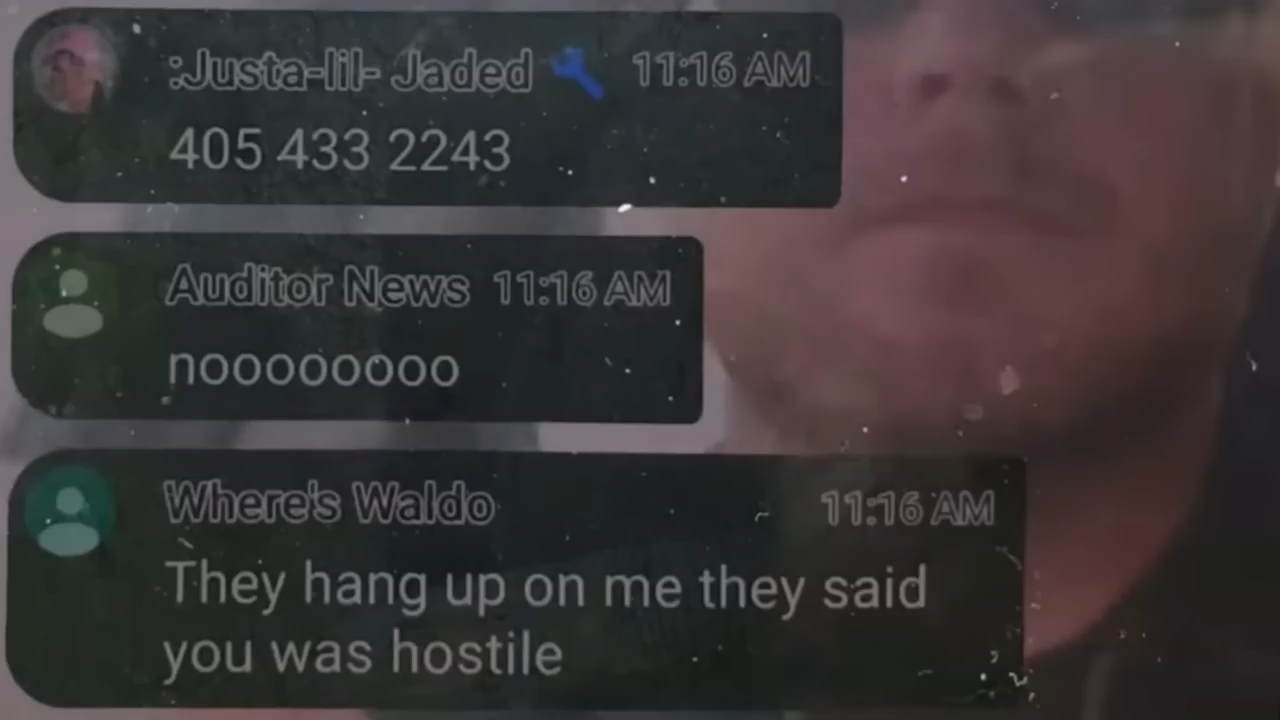 :Justa-lil- Jaded 11:16 AM
405 433 2243
Auditor News 11:16 AM
nooooooooo
Where's Waldo 11:16 AM
They hang up on me they said
you was hostile